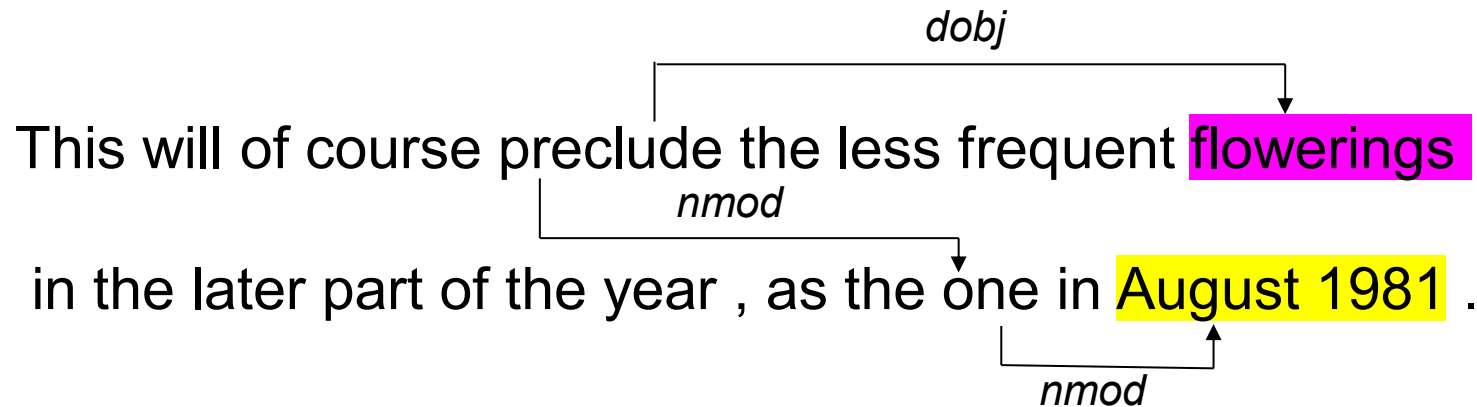 dobj
This will of course preclude the less frequent flowerings
nmod
in the later part of the year , as the one in August 1981 .
nmod